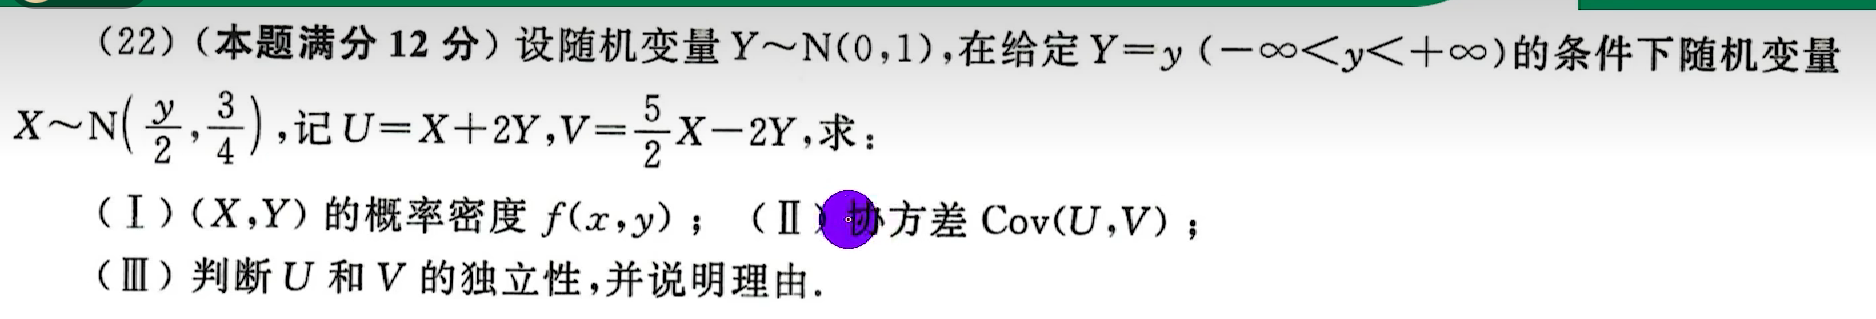 (22)(本题满分 12 分)设随机变量 Y～N(0,1),在给定 Y=y (－∞<y<+∞)的条件下随机变量
X～N(y/2, 3/4),记 U=X+2Y,V=5/2 X－2Y,求:
(Ⅰ)(X,Y) 的概率密度 f(x,y); (Ⅱ)协方差 Cov(U,V);
(Ⅲ)判断 U 和 V 的独立性,并说明理由.